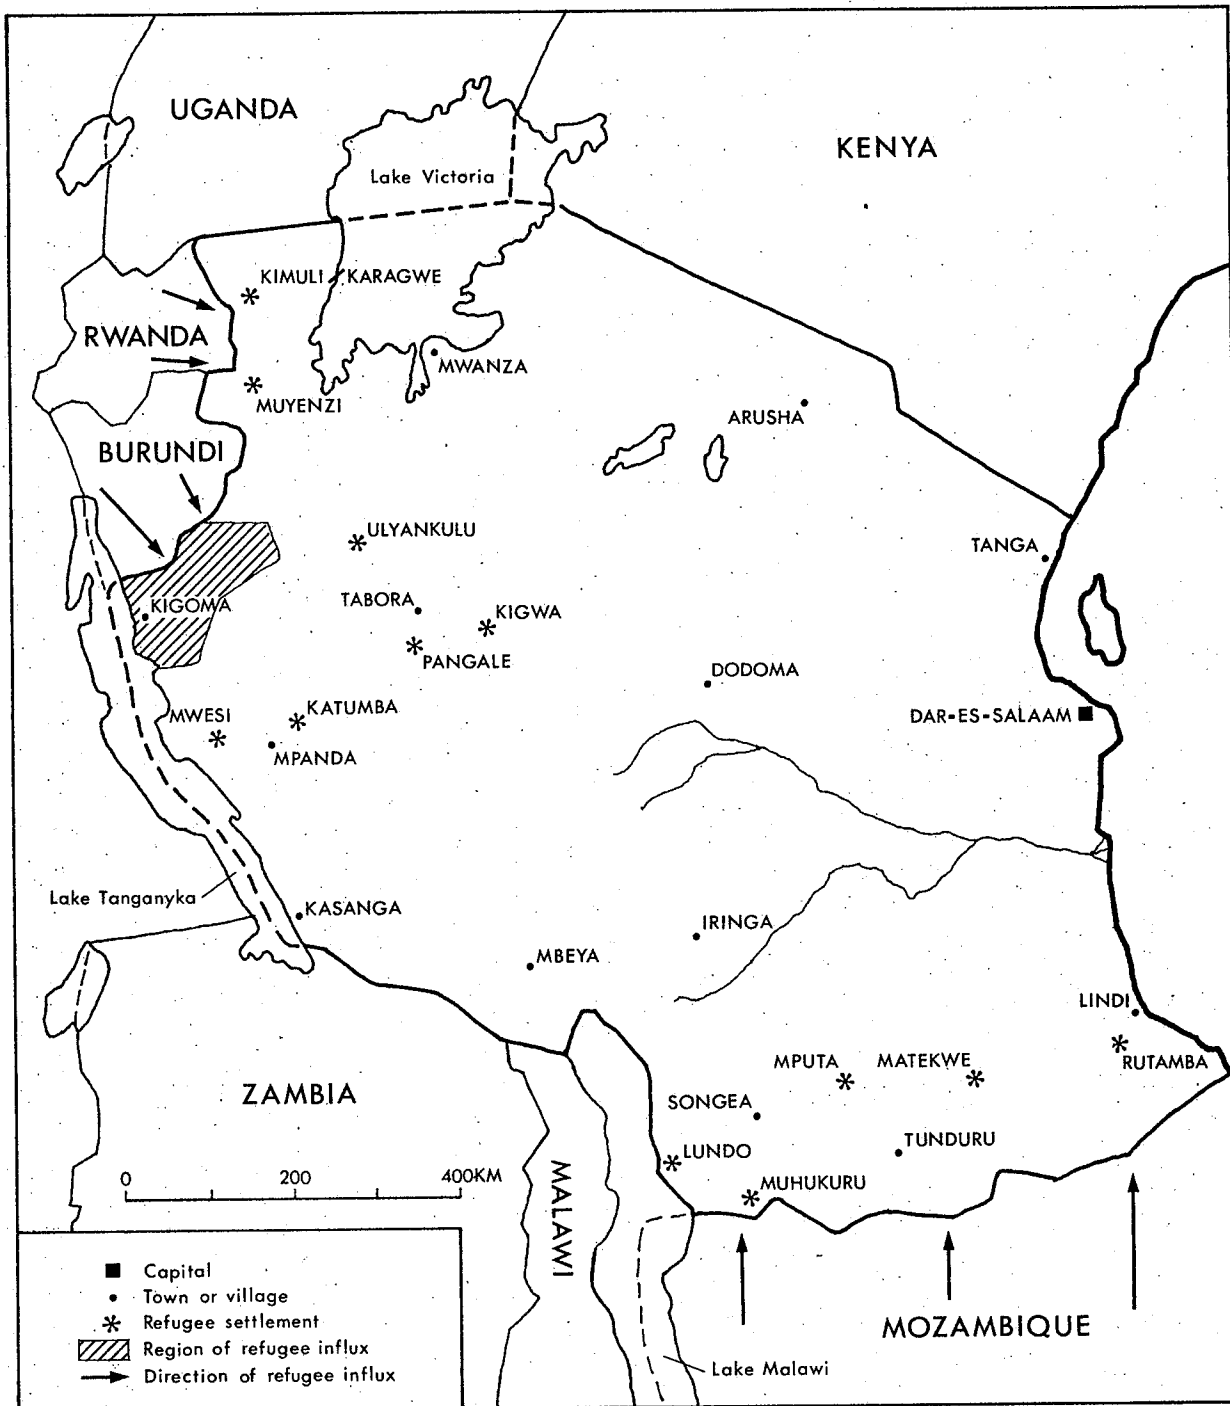 UGANDA
KENYA
Lake Victoria
KIMULI KARAGWE
RWANDA
MWANZA
MUYENZI
ARUSHA
BURUNDI
ULYANKULU
TANGA
KIGOMA
TABORA
KIGWA
PANGALE
DODOMA
MWESI
KATUMBA
DAR-ES-SALAAM
MPANDA
Lake Tanganyka
KASANGA
IRINGA
MBEYA
LINDI
ZAMBIA
MPUTA
MATEKWE
RUTAMBA
SONGEA
TUNDURU
LUNDO
MALAWI
MUHUKURU
0 200 400KM
MOZAMBIQUE
Lake Malawi
Capital
Town or village
Refugee settlement
Region of refugee influx
Direction of refugee influx